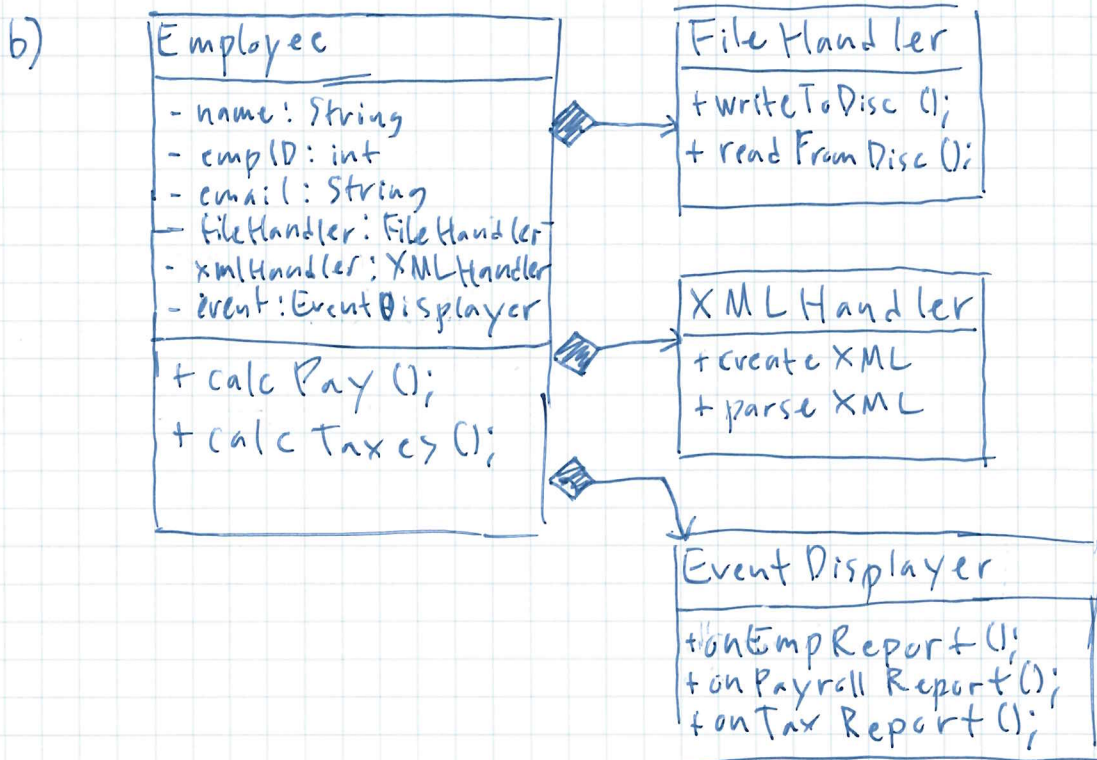 b)
Employee
- name: String
- empID: int
- email: String
- fileHandler: FileHandler
- xmlHandler: XMLHandler
- event: EventDisplayer
+ calcPay();
+ calcTaxes();
FileHandler
+ writeToDisc();
+ readFromDisc();
XMLHandler
+ createXML
+ parseXML
EventDisplayer
+ onEmpReport();
+ onPayroll Report();
+ onTax Report();